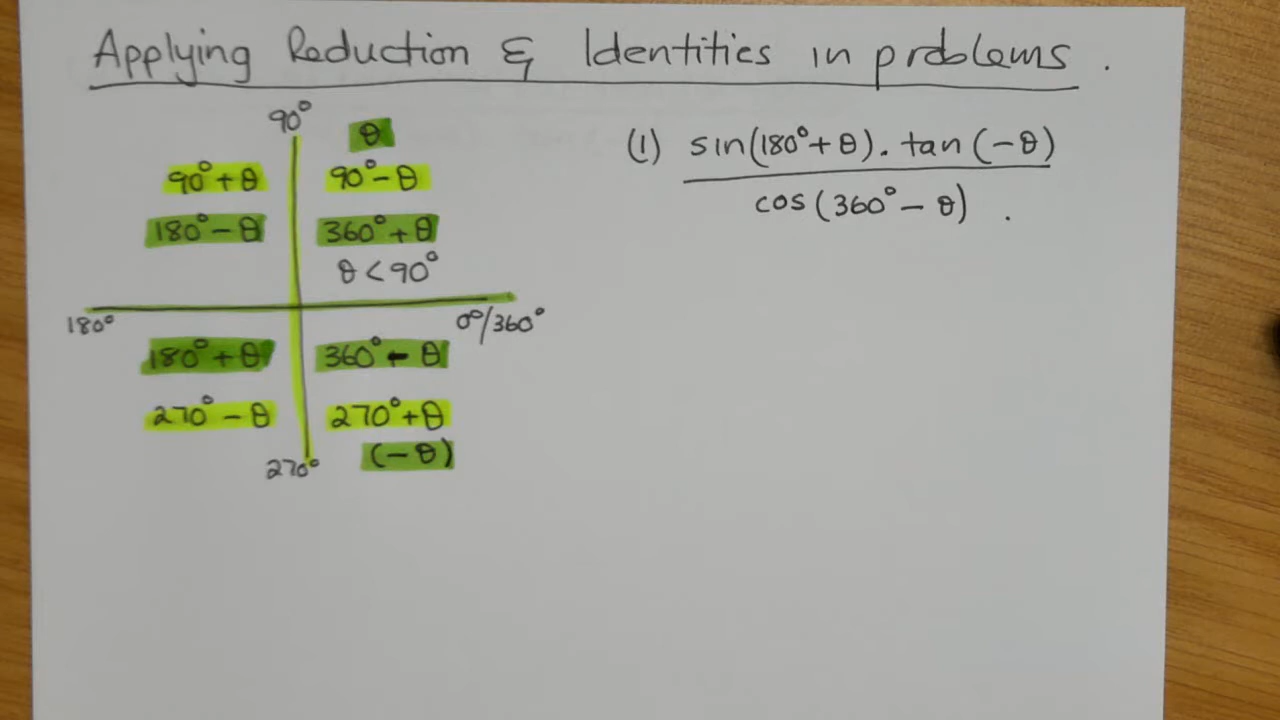 Applying Reduction & Identities in problems.
90°
θ
90°+θ
90°-θ
180°-θ
360°+θ
θ<90°
180°
0°/360°
180°+θ
360°-θ
270°-θ
270°+θ
270°
(-θ)
(1) sin(180°+θ). tan(-θ)
cos(360°-θ) .